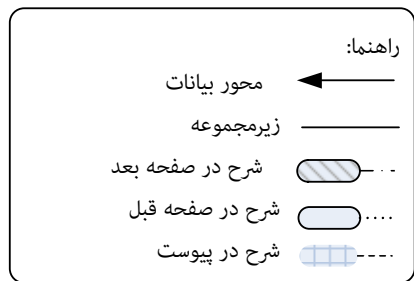 راهنما:
محور بیانات
زیرمجموعه
شرح در صفحه بعد
شرح در صفحه قبل
شرح در پیوست